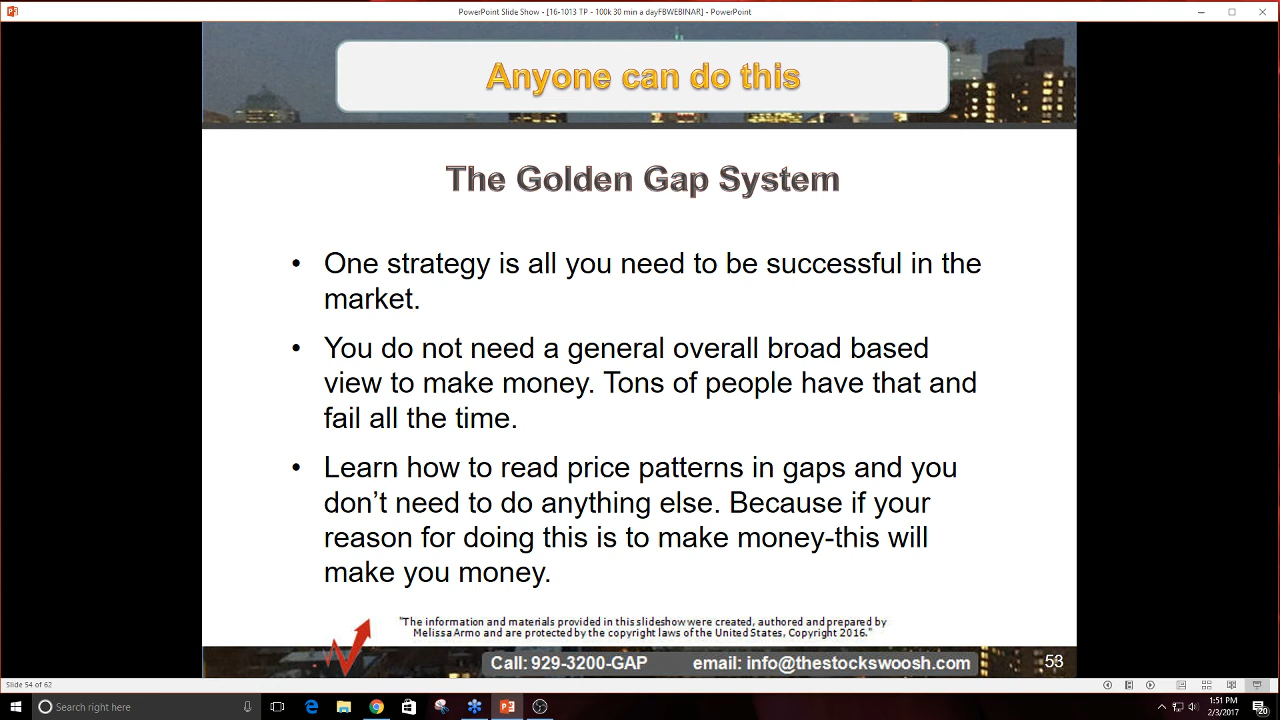 PowerPoint Slide Show - [16-1013 TP - 100k 30 min a dayFBWEBINAR] - PowerPoint
Anyone can do this
The Golden Gap System
• One strategy is all you need to be successful in the
market.
• You do not need a general overall broad based
view to make money. Tons of people have that and
fail all the time.
• Learn how to read price patterns in gaps and you
don’t need to do anything else. Because if your
reason for doing this is to make money-this will
make you money.
"The information and materials provided in this slideshow were created, authored and prepared by
Melissa Armo and are protected by the copyright laws of the United States, Copyright 2016."
Call: 929-3200-GAP email: info@thestockswoosh.com 53
Slide 54 of 62
Search right here
1:51 PM
2/3/2017
20